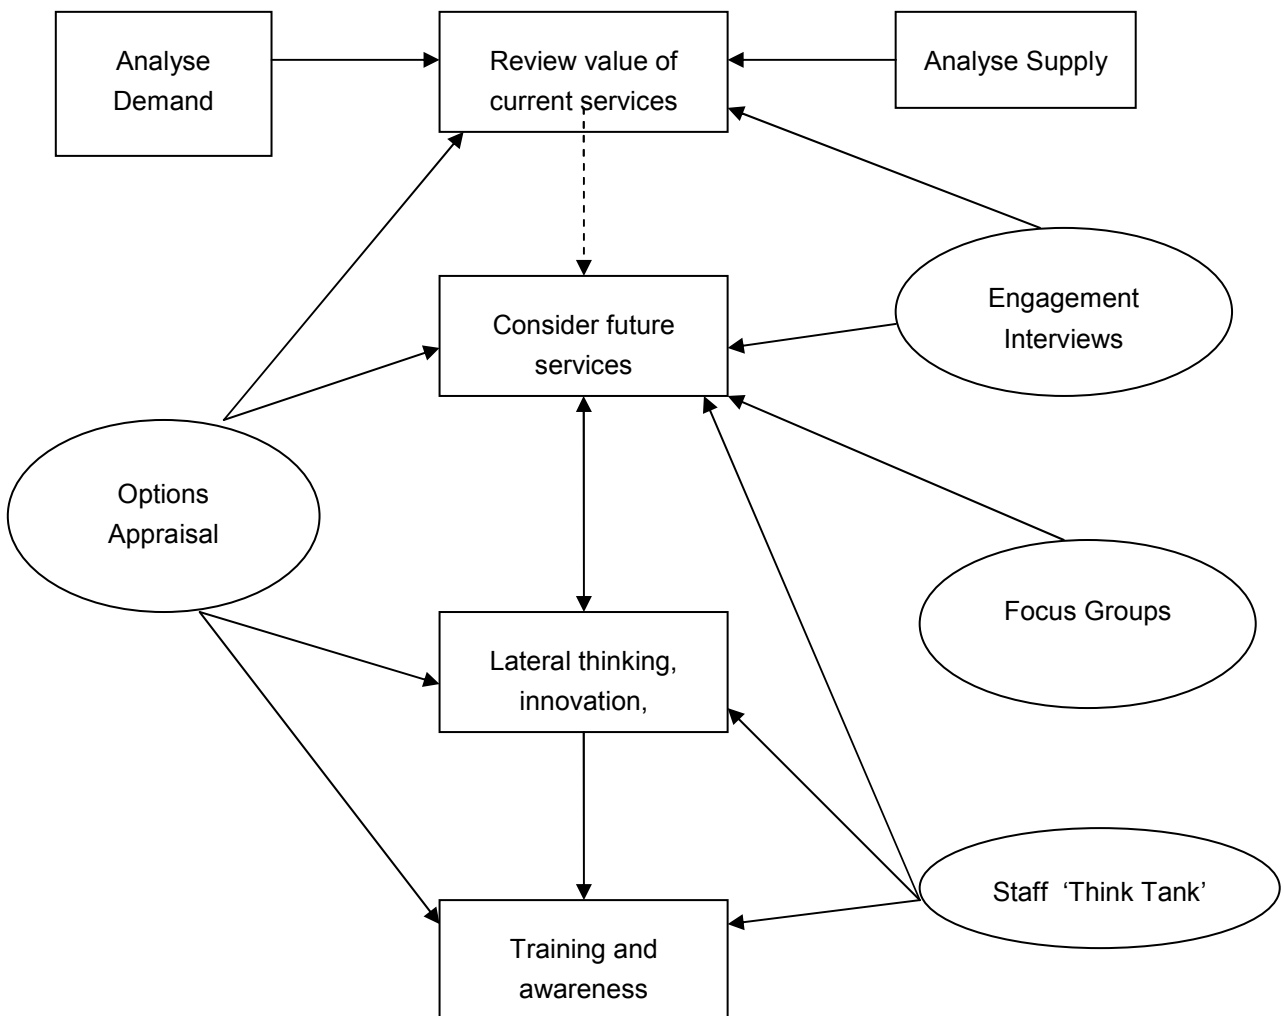 Analyse
Demand
Review value of
current services
Analyse Supply
Engagement
Interviews
Consider future
services
Options
Appraisal
Focus Groups
Lateral thinking,
innovation,
Staff ‘Think Tank’
Training and
awareness